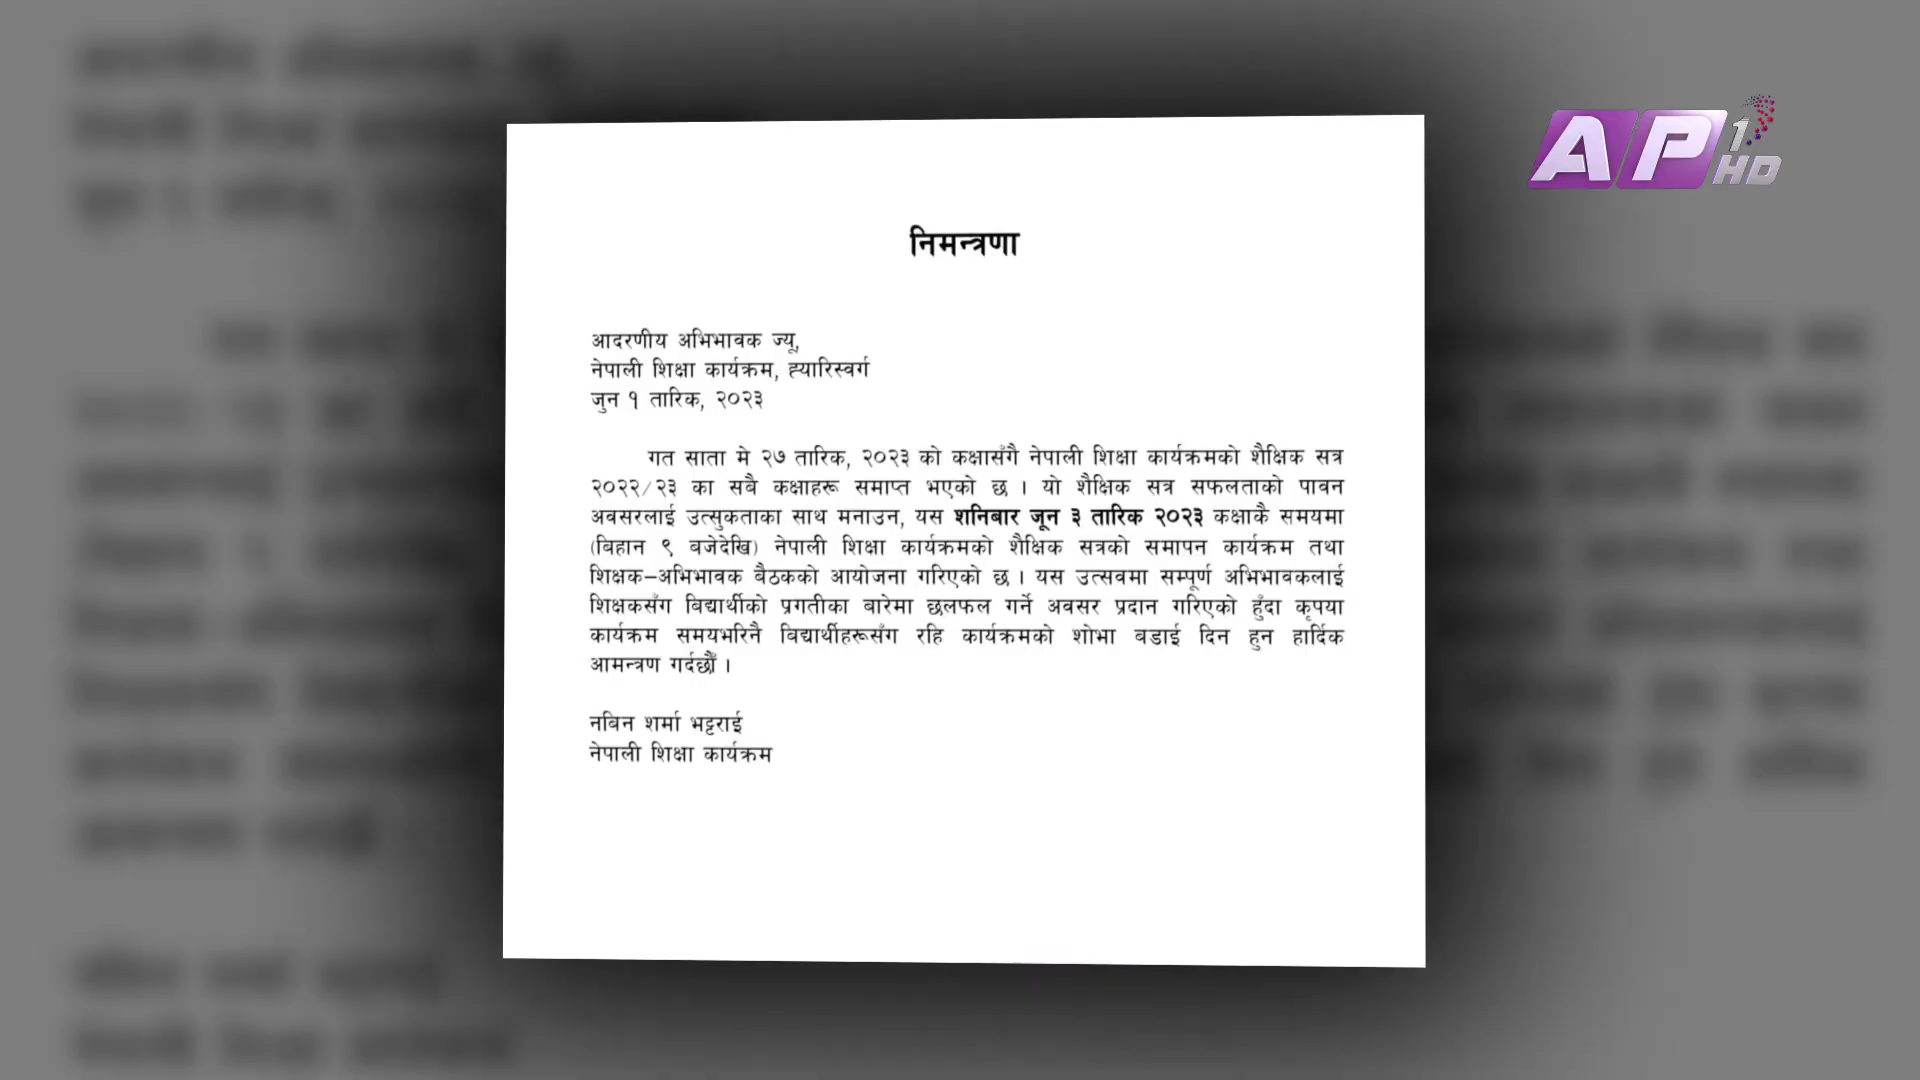 AP1 HD
निमन्त्रणा
आदरणीय अभिभावक ज्यू,
नेपाली शिक्षा कार्यक्रम, ह्यारिस्वर्ग
जुन १ तारिक, २०२३
गत साता मे २७ तारिक, २०२३ को कक्षासँगै नेपाली शिक्षा कार्यक्रमको शैक्षिक सत्र
२०२२/२३ का सबै कक्षाहरू समाप्त भएको छ । यो शैक्षिक सत्र सफलताको पावन
अवसरलाई उत्सुकताका साथ मनाउन, यस शनिबार जून ३ तारिक २०२३ कक्षाकै समयमा
(बिहान ९ बजेदेखि) नेपाली शिक्षा कार्यक्रमको शैक्षिक सत्रको समापन कार्यक्रम तथा
शिक्षक–अभिभावक बैठकको आयोजना गरिएको छ । यस उत्सवमा सम्पूर्ण अभिभावकलाई
शिक्षकसँग बिद्यार्थीको प्रगतीका बारेमा छलफल गर्ने अवसर प्रदान गरिएको हुँदा कृपया
कार्यक्रम समयभरिनै बिद्यार्थीहरूसँग रहि कार्यक्रमको शोभा बडाई दिन हुन हार्दिक
आमन्त्रण गर्दछौँ ।
नबिन शर्मा भट्टराई
नेपाली शिक्षा कार्यक्रम